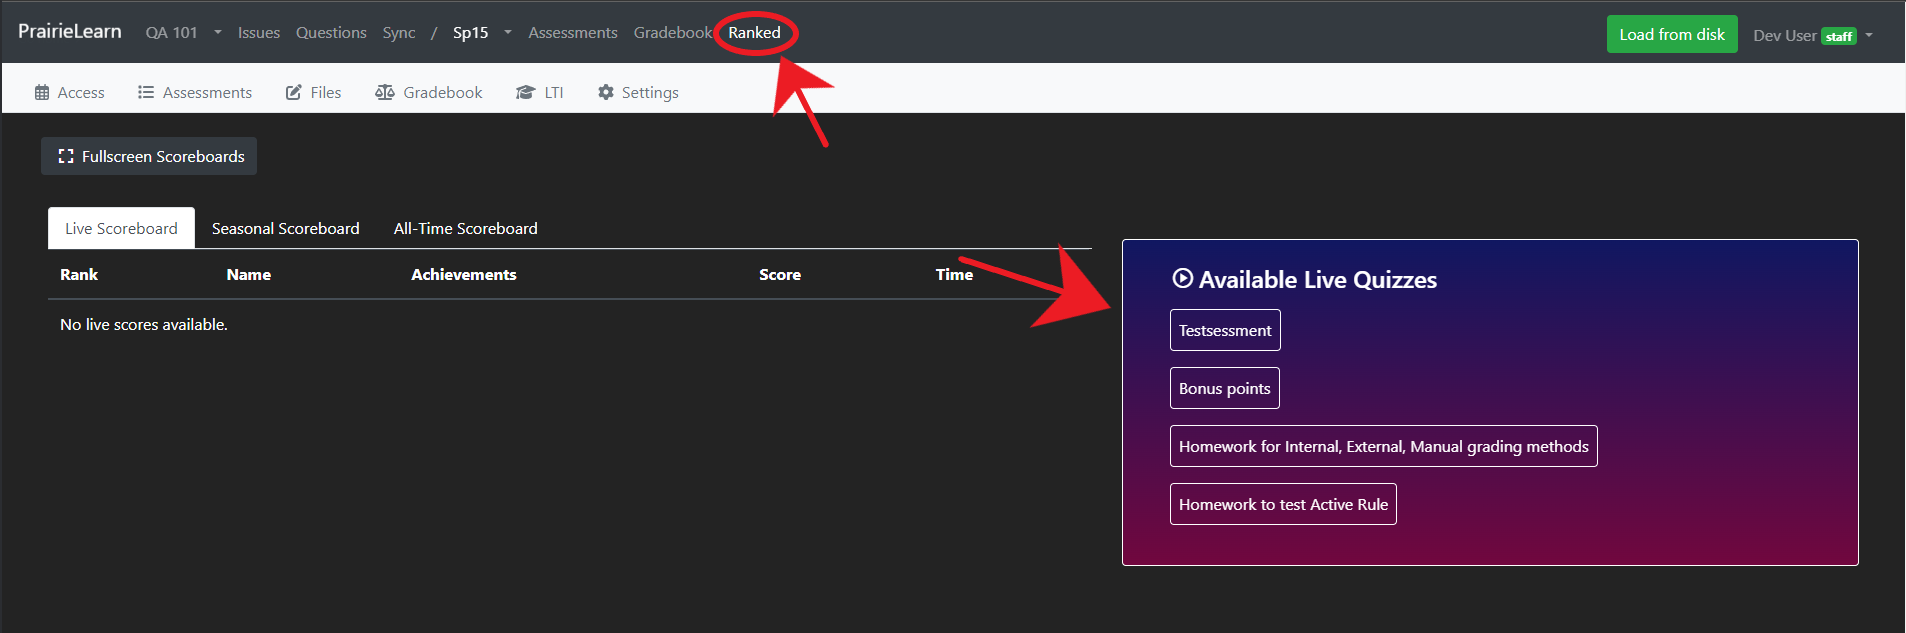 PrairieLearn QA 101 Issues Questions Sync / Sp15 Assessments Gradebook Ranked Load from disk Dev User staff
Access Assessments Files Gradebook LTI Settings
Fullscreen Scoreboards
Live Scoreboard Seasonal Scoreboard All-Time Scoreboard
Rank Name Achievements Score Time
No live scores available.
Available Live Quizzes
Testsessment
Bonus points
Homework for Internal, External, Manual grading methods
Homework to test Active Rule